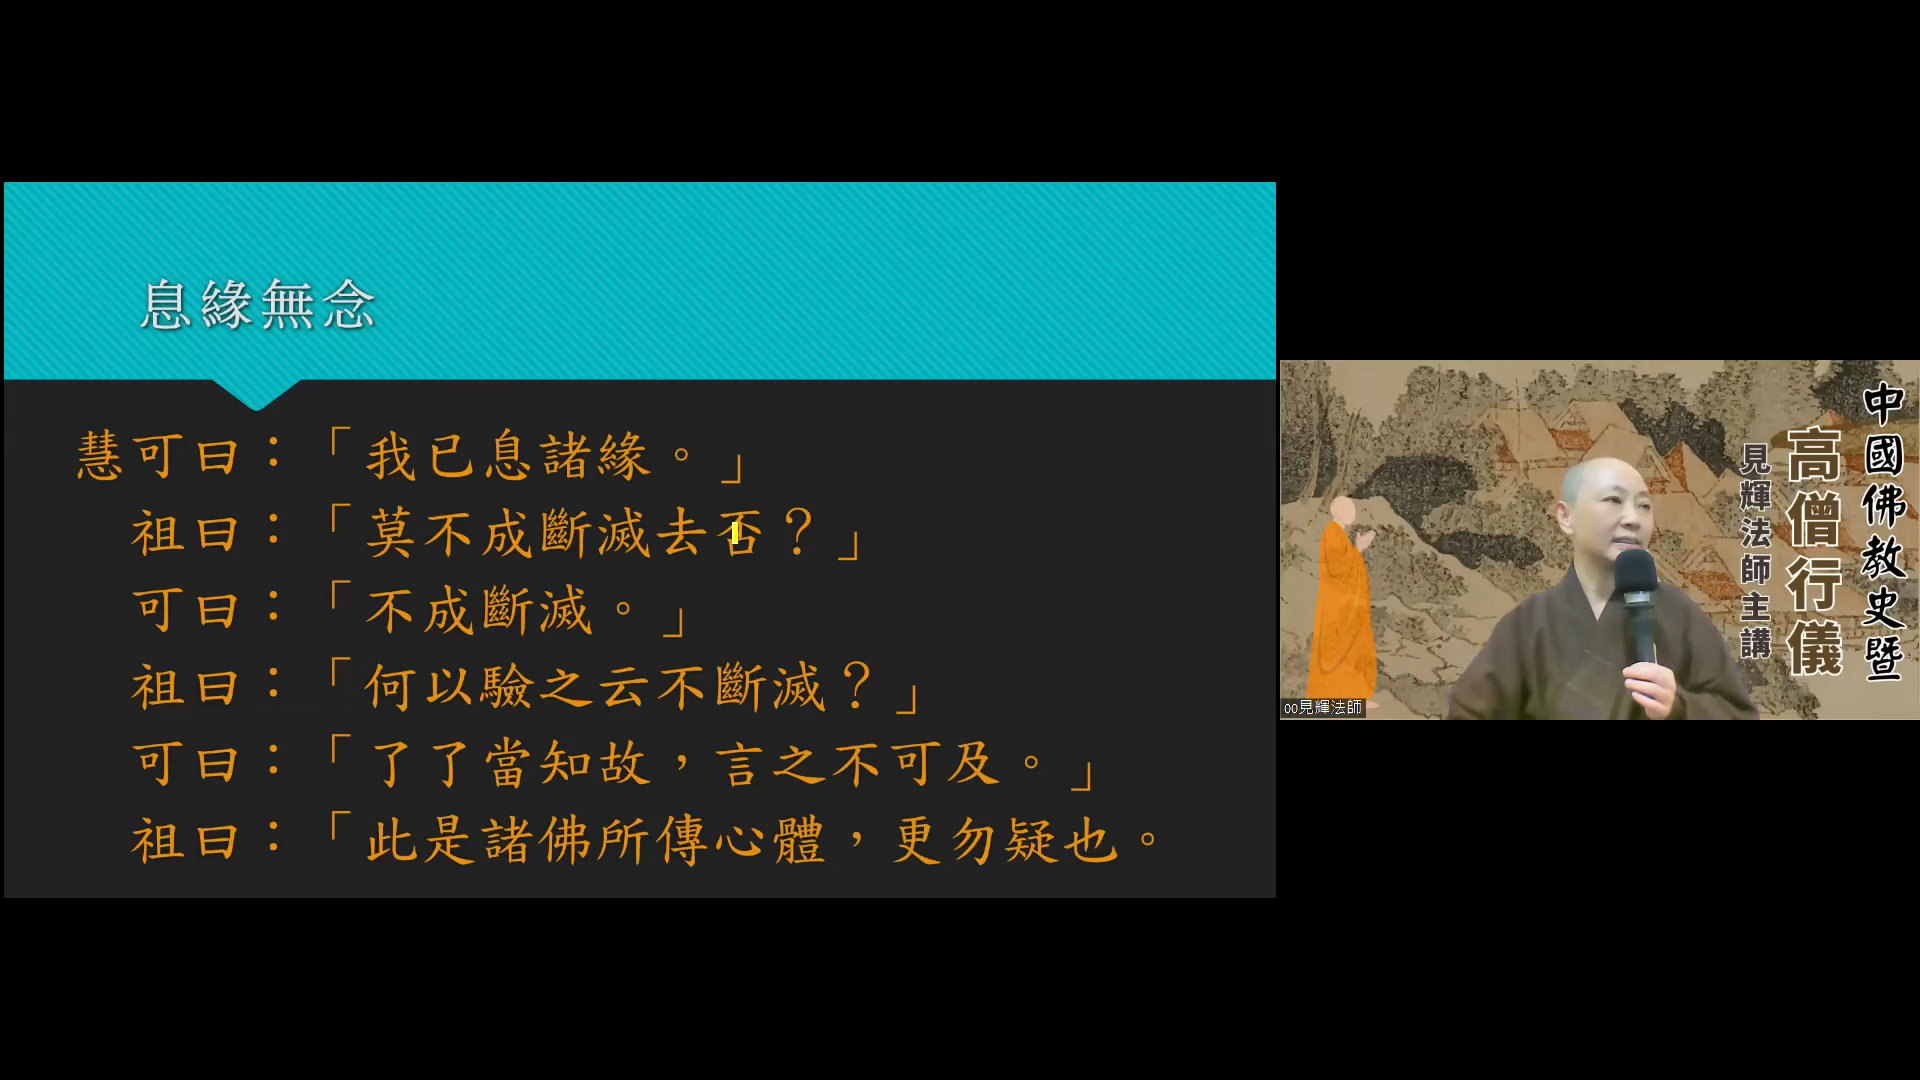 息緣無念
慧可曰：「我已息諸緣。」
祖曰：「莫不成斷滅去否？」
可曰：「不成斷滅。」
祖曰：「何以驗之云不斷滅？」
可曰：「了了當知故，言之不可及。」
祖曰：「此是諸佛所傳心體，更勿疑也。
中國佛教史暨
高僧行儀
見輝法師主講
oo見輝法師